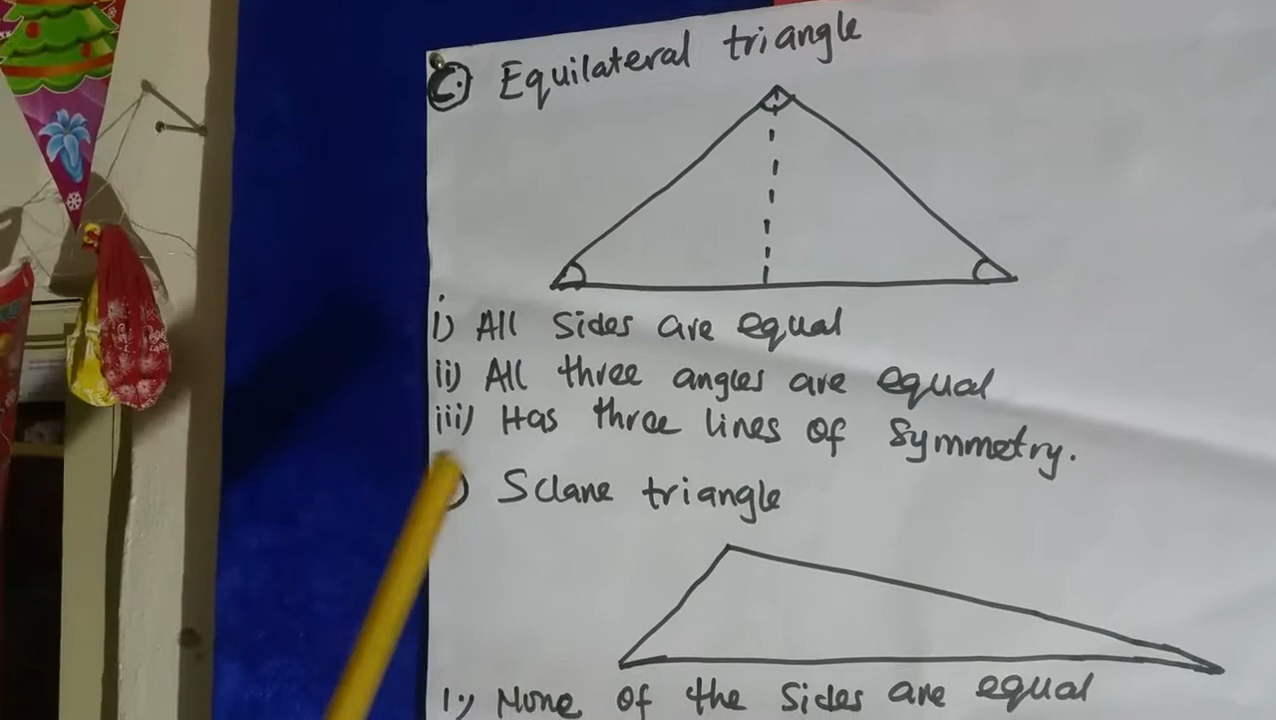 C. Equilateral triangle
i) All sides are equal
ii) All three angles are equal
iii) Has three lines of symmetry.
) Sclane triangle
1.) None of the sides are equal